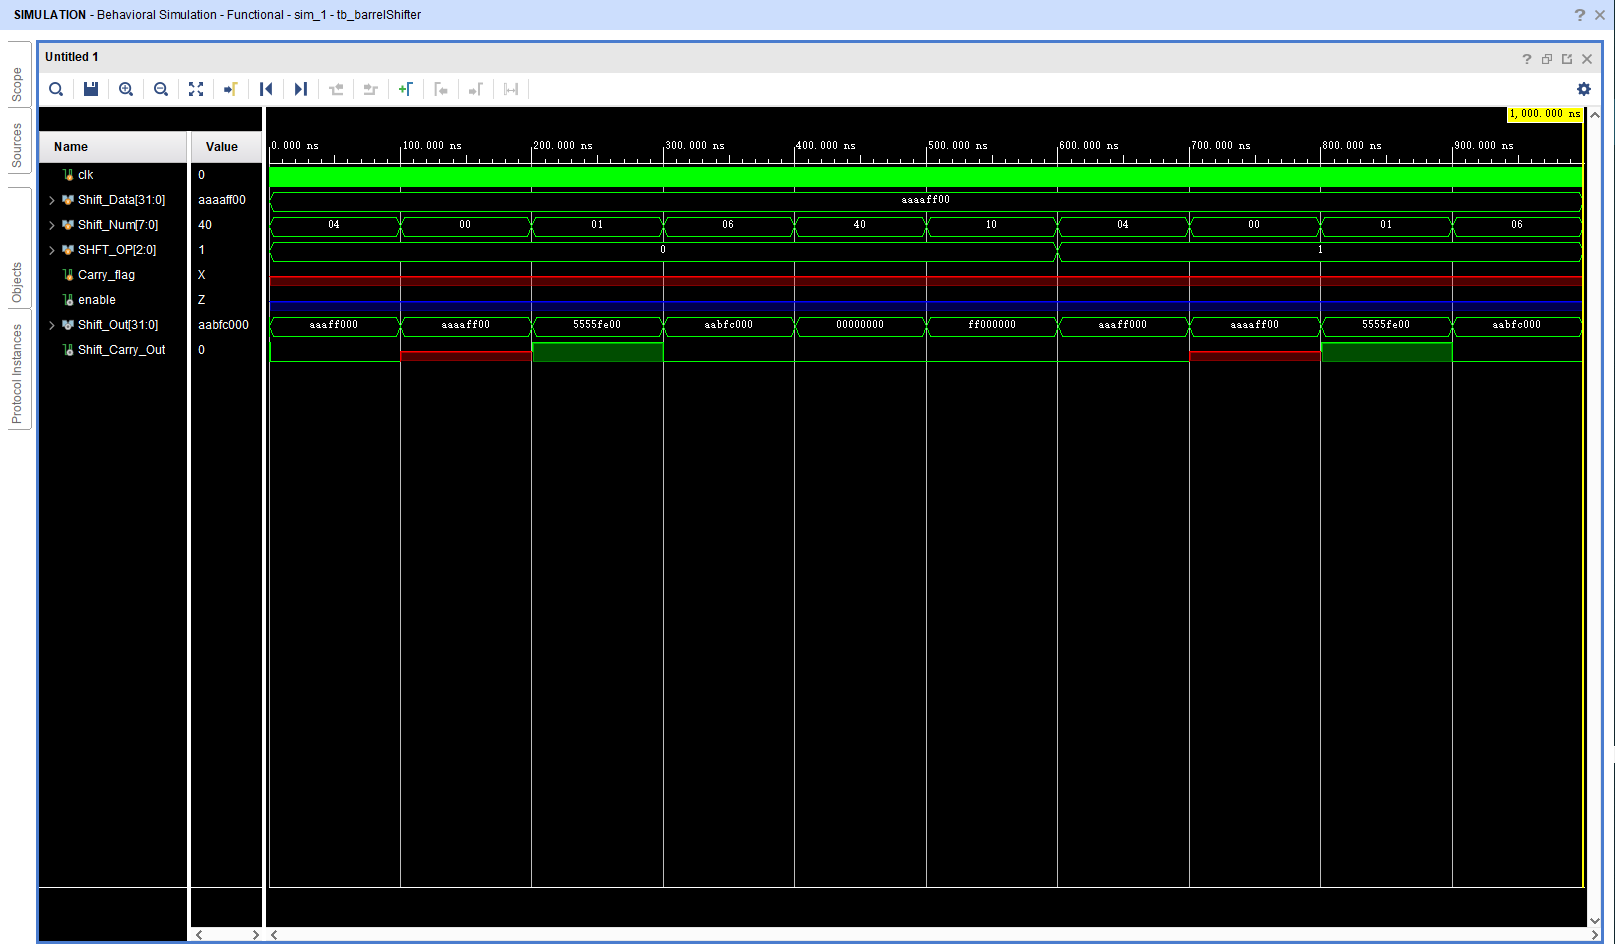 SIMULATION - Behavioral Simulation - Functional - sim_1 - tb_barrelShifter
Scope
Sources
Objects
Protocol Instances
Untitled 1
1,000.000 ns
Name Value
0.000 ns 100.000 ns 200.000 ns 300.000 ns 400.000 ns 500.000 ns 600.000 ns 700.000 ns 800.000 ns 900.000 ns
clk 0
Shift_Data[31:0] aaaaff00 aaaaff00
Shift_Num[7:0] 40 04 00 01 06 40 10 04 00 01 06
SHFT_OP[2:0] 1 0 1
Carry_flag X
enable Z
Shift_Out[31:0] aabfc000 aaaff000 aaaaff00 5555fe00 aabfc000 00000000 ff000000 aaaff000 aaaaff00 5555fe00 aabfc000
Shift_Carry_Out 0